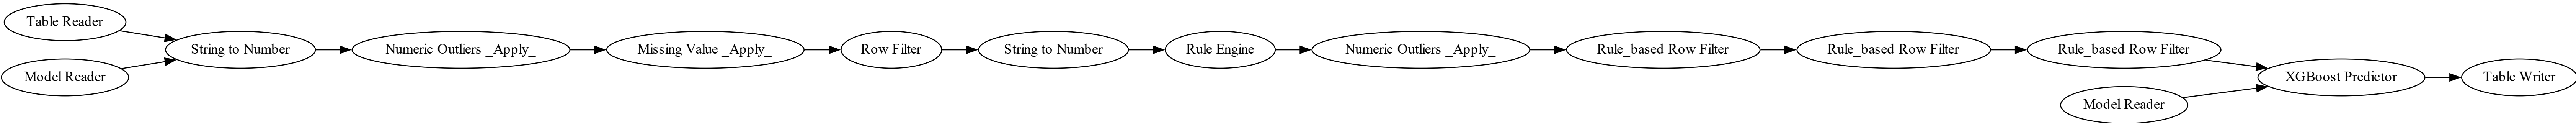 Table Reader
Model Reader
String to Number
Numeric Outliers _Apply_
Missing Value _Apply_
Row Filter
String to Number
Rule Engine
Numeric Outliers _Apply_
Rule_based Row Filter
Rule_based Row Filter
Rule_based Row Filter
Model Reader
XGBoost Predictor
Table Writer